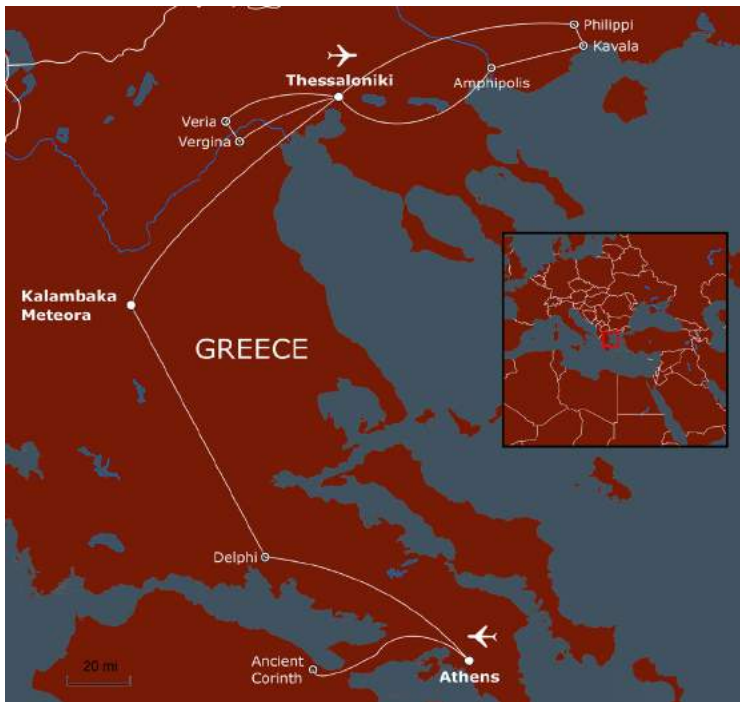 Philippi
Kavala
Thessaloniki
Amphipolis
Veria
Vergina
Kalambaka
Meteora
GREECE
Delphi
Ancient
Corinth
Athens
20 mi